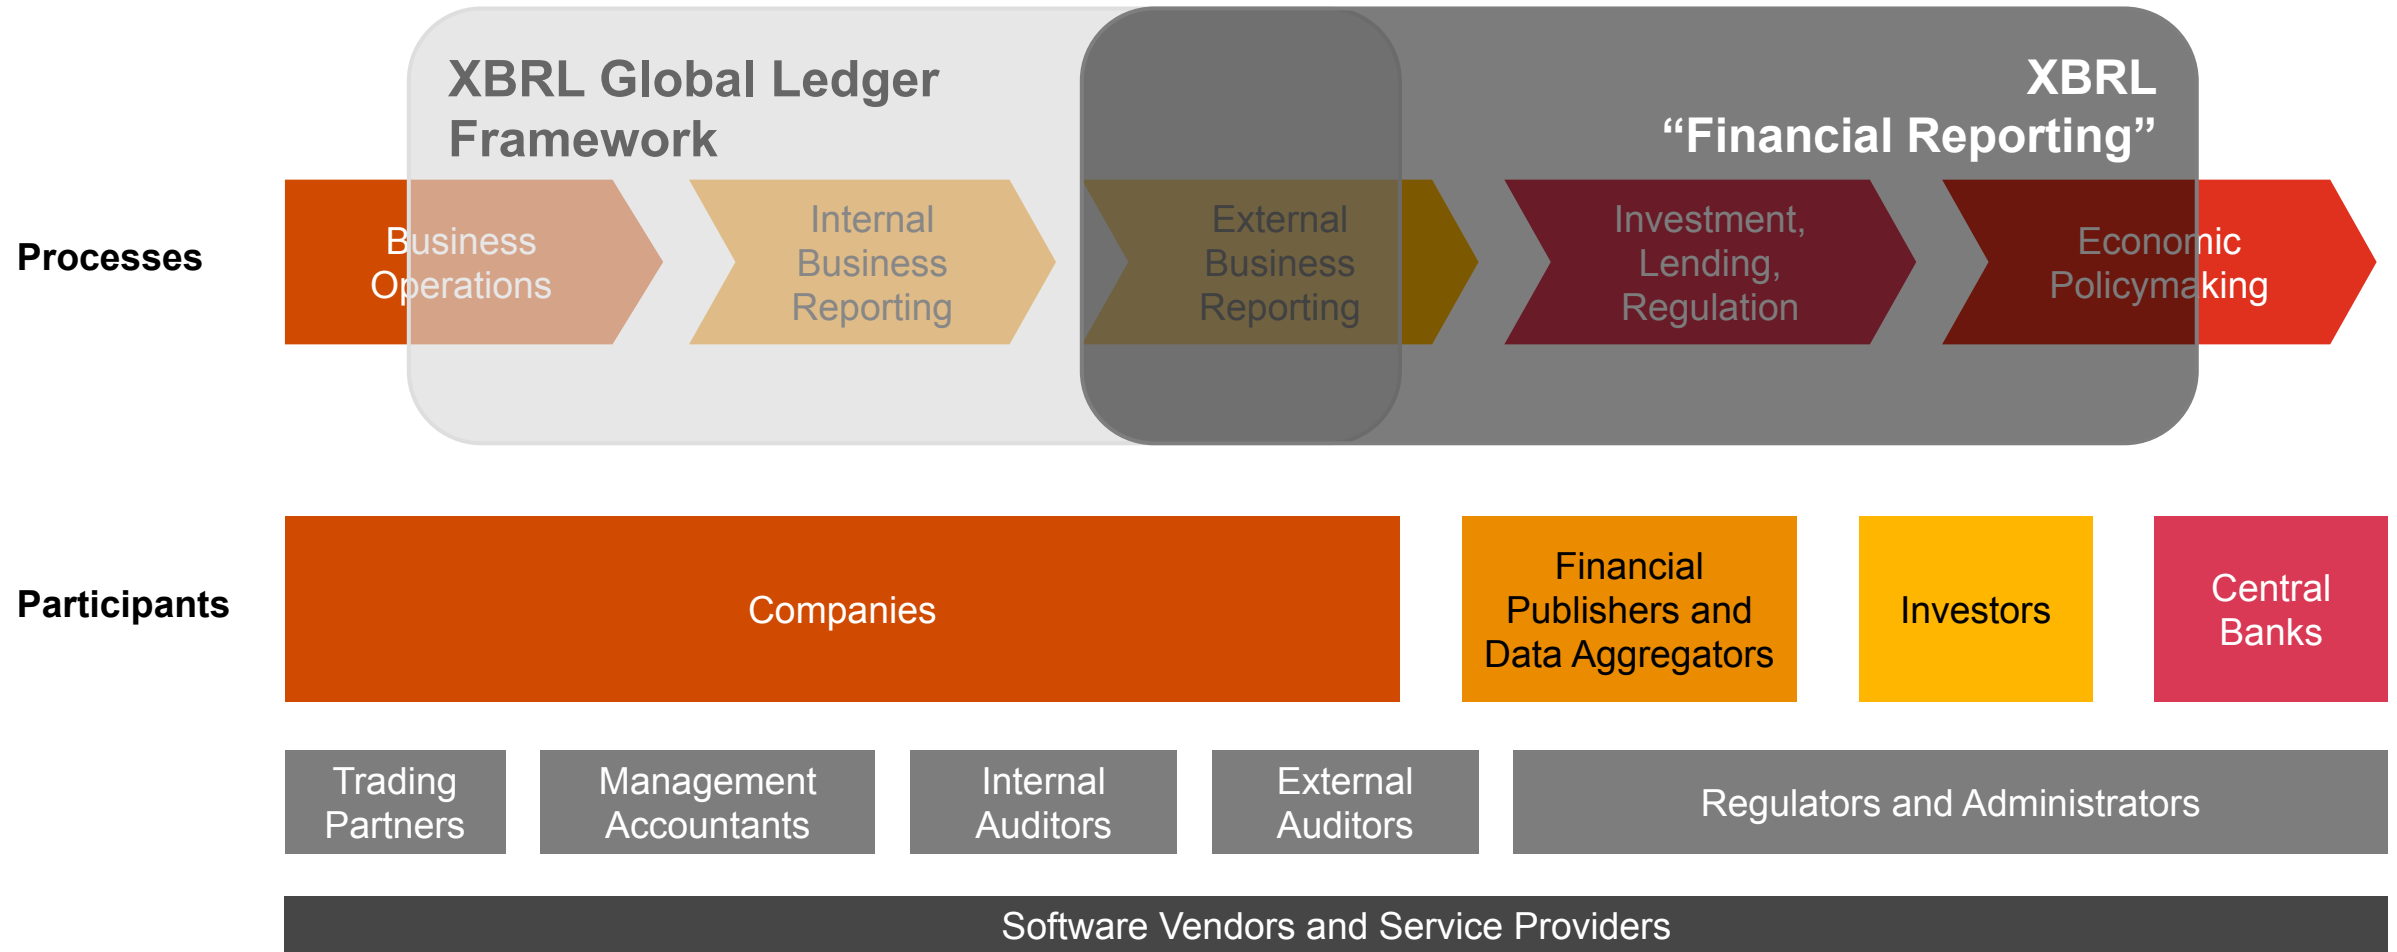 XBRL Global Ledger
Framework
XBRL
“Financial Reporting”
Processes
Business
Operations
Internal
Business
Reporting
External
Business
Reporting
Investment,
Lending,
Regulation
Economic
Policymaking
Participants
Companies
Financial
Publishers and
Data Aggregators
Investors
Central
Banks
Trading
Partners
Management
Accountants
Internal
Auditors
External
Auditors
Regulators and Administrators
Software Vendors and Service Providers